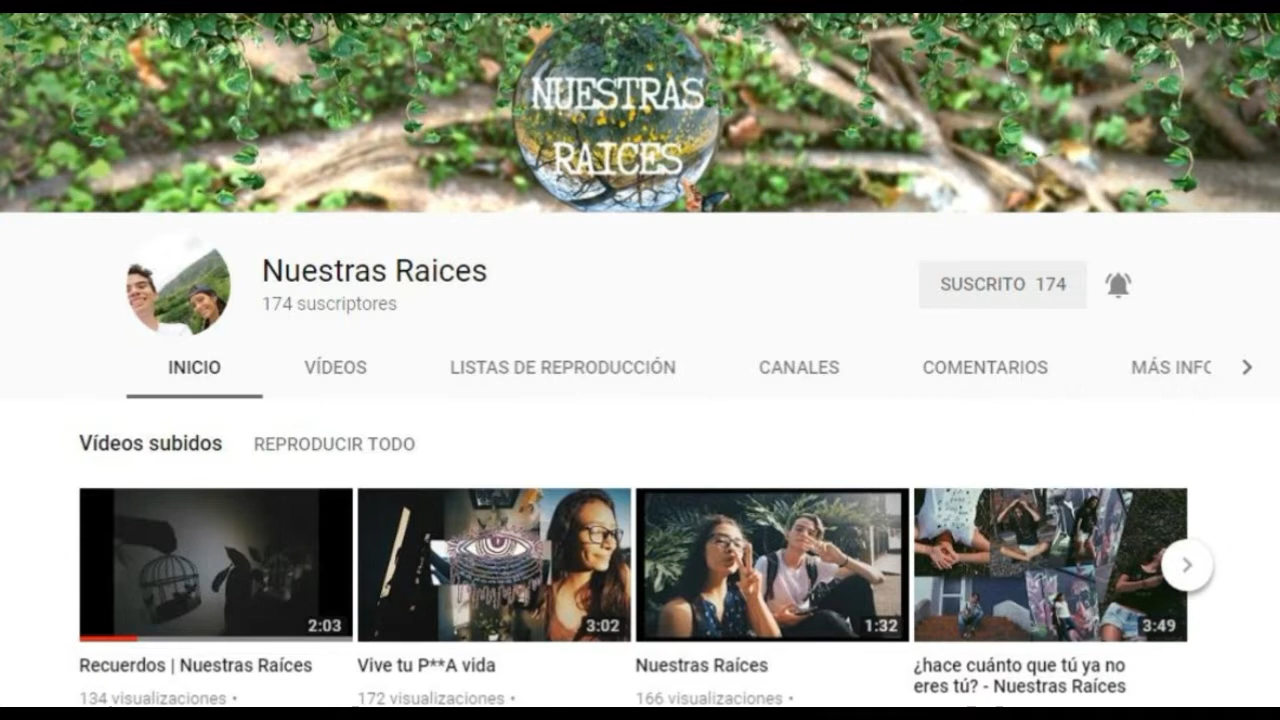 NUESTRAS
RAICES
Nuestras Raices
174 suscriptores
SUSCRITO 174
INICIO
VÍDEOS
LISTAS DE REPRODUCCIÓN
CANALES
COMENTARIOS
MÁS INFO
Vídeos subidos
REPRODUCIR TODO
2:03
3:02
1:32
3:49
Recuerdos | Nuestras Raíces
Vive tu P**A vida
Nuestras Raíces
¿hace cuánto que tú ya no
eres tú? - Nuestras Raíces
134 visualizaciones •
172 visualizaciones •
166 visualizaciones •